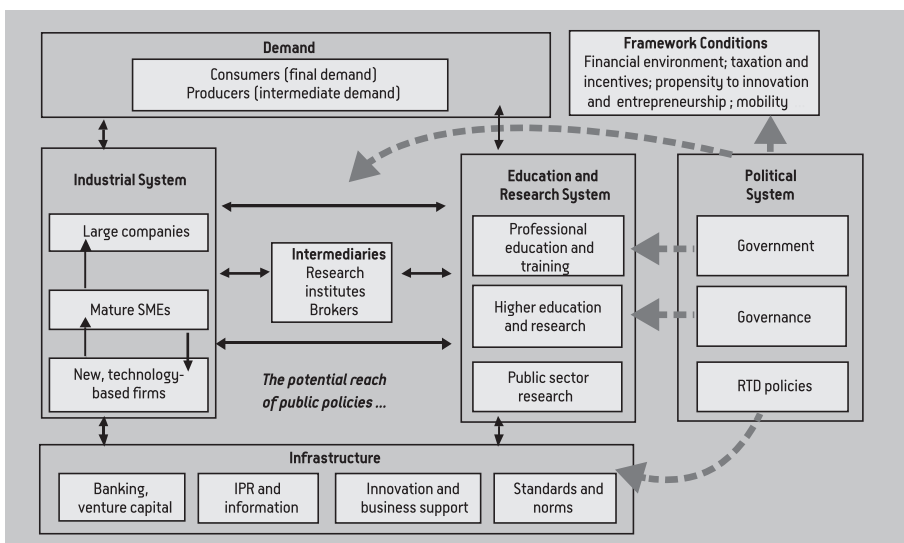 Demand
Consumers (final demand)
Producers (intermediate demand)
Framework Conditions
Financial environment; taxation and
incentives; propensity to innovation
and entrepreneurship ; mobility
Industrial System
Large companies
Mature SMEs
New, technology-
based firms
Intermediaries
Research
institutes
Brokers
The potential reach
of public policies ...
Education and
Research System
Professional
education and
training
Higher education
and research
Public sector
research
Political
System
Government
Governance
RTD policies
Infrastructure
Banking,
venture capital
IPR and
information
Innovation and
business support
Standards and
norms